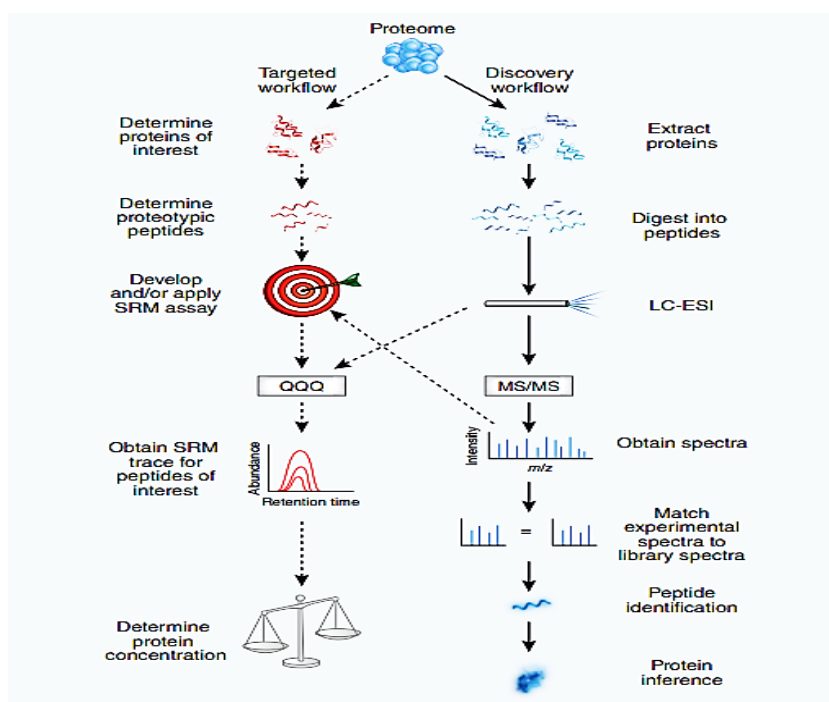 Proteome
Targeted
workflow
Discovery
workflow
Determine
proteins of
interest
Extract
proteins
Determine
proteotypic
peptides
Digest into
peptides
Develop
and/or apply
SRM assay
LC-ESI
QQQ
MS/MS
Obtain SRM
trace for
peptides of
interest
Abundance
Retention time
Intensity
m/z
Obtain spectra
=
Match
experimental
spectra to
library spectra
Peptide
identification
Determine
protein
concentration
Protein
inference